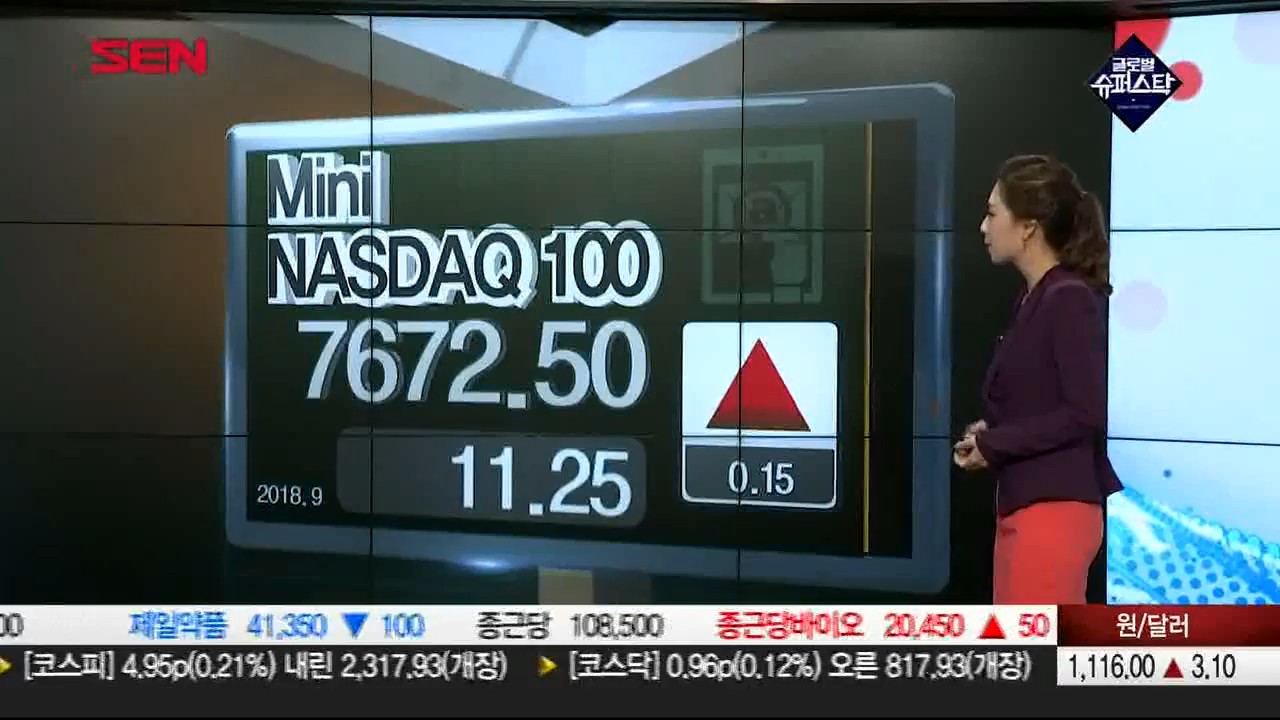 SEN
글로벌
슈퍼스탁
Mini
NASDAQ 100
7672.50
11.25
0.15
2018.9
00 제일약품 41,350 ▼ 100 종근당 108,500 종근당바이오 20,450 ▲ 50
원/달러
[코스피] 4.95p(0.21%) 내린 2,317.93(개장) [코스닥] 0.96p(0.12%) 오른 817.93(개장)
1,116.00 ▲ 3.10